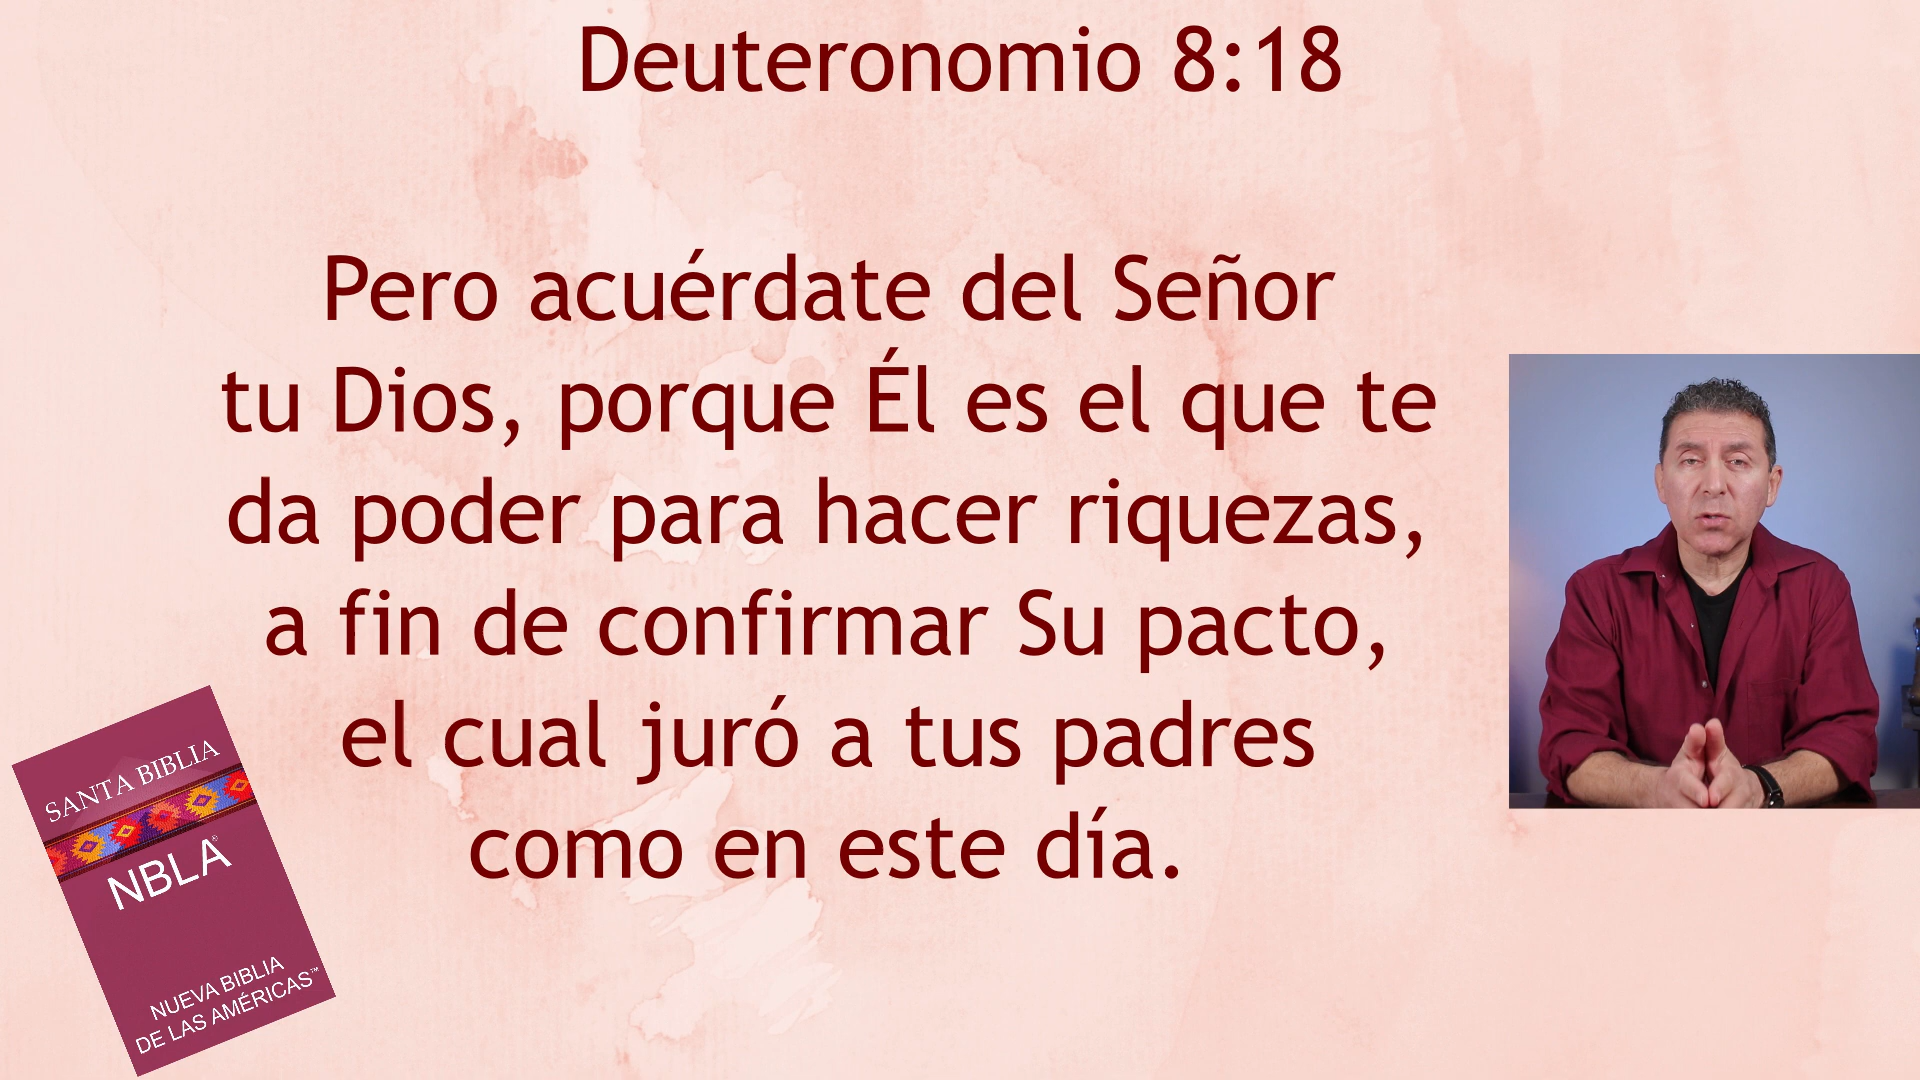 Deuteronomio 8:18
Pero acuérdate del Señor
tu Dios, porque Él es el que te
da poder para hacer riquezas,
a fin de confirmar Su pacto,
el cual juró a tus padres
como en este día.
SANTA BIBLIA
NBLA®
NUEVA BIBLIA
DE LAS AMÉRICAS™